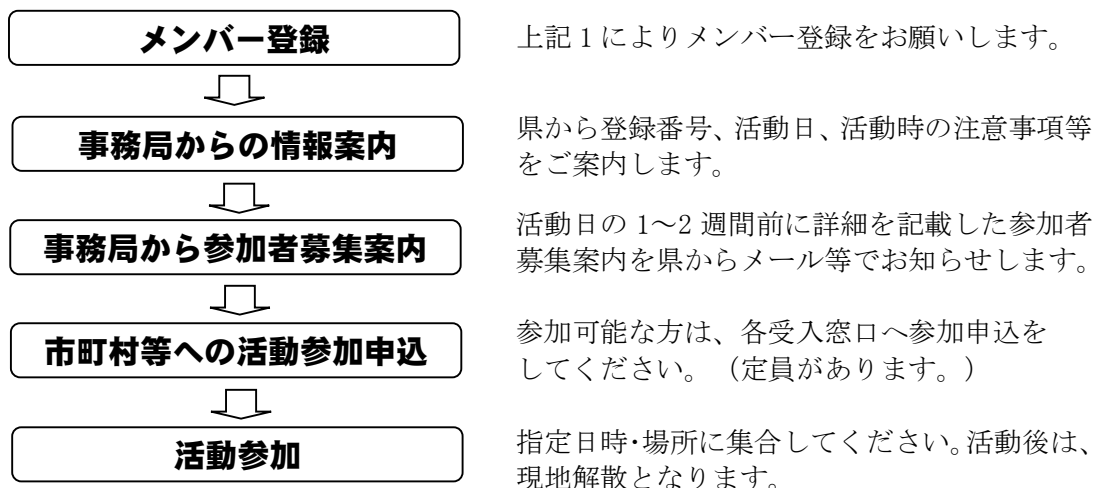 メンバー登録
上記1によりメンバー登録をお願いします。
事務局からの情報案内
県から登録番号、活動日、活動時の注意事項等
をご案内します。
事務局から参加者募集案内
活動日の 1～2 週間前に詳細を記載した参加者
募集案内を県からメール等でお知らせします。
市町村等への活動参加申込
参加可能な方は、各受入窓口へ参加申込を
してください。（定員があります。）
活動参加
指定日時･場所に集合してください。活動後は、
現地解散となります。